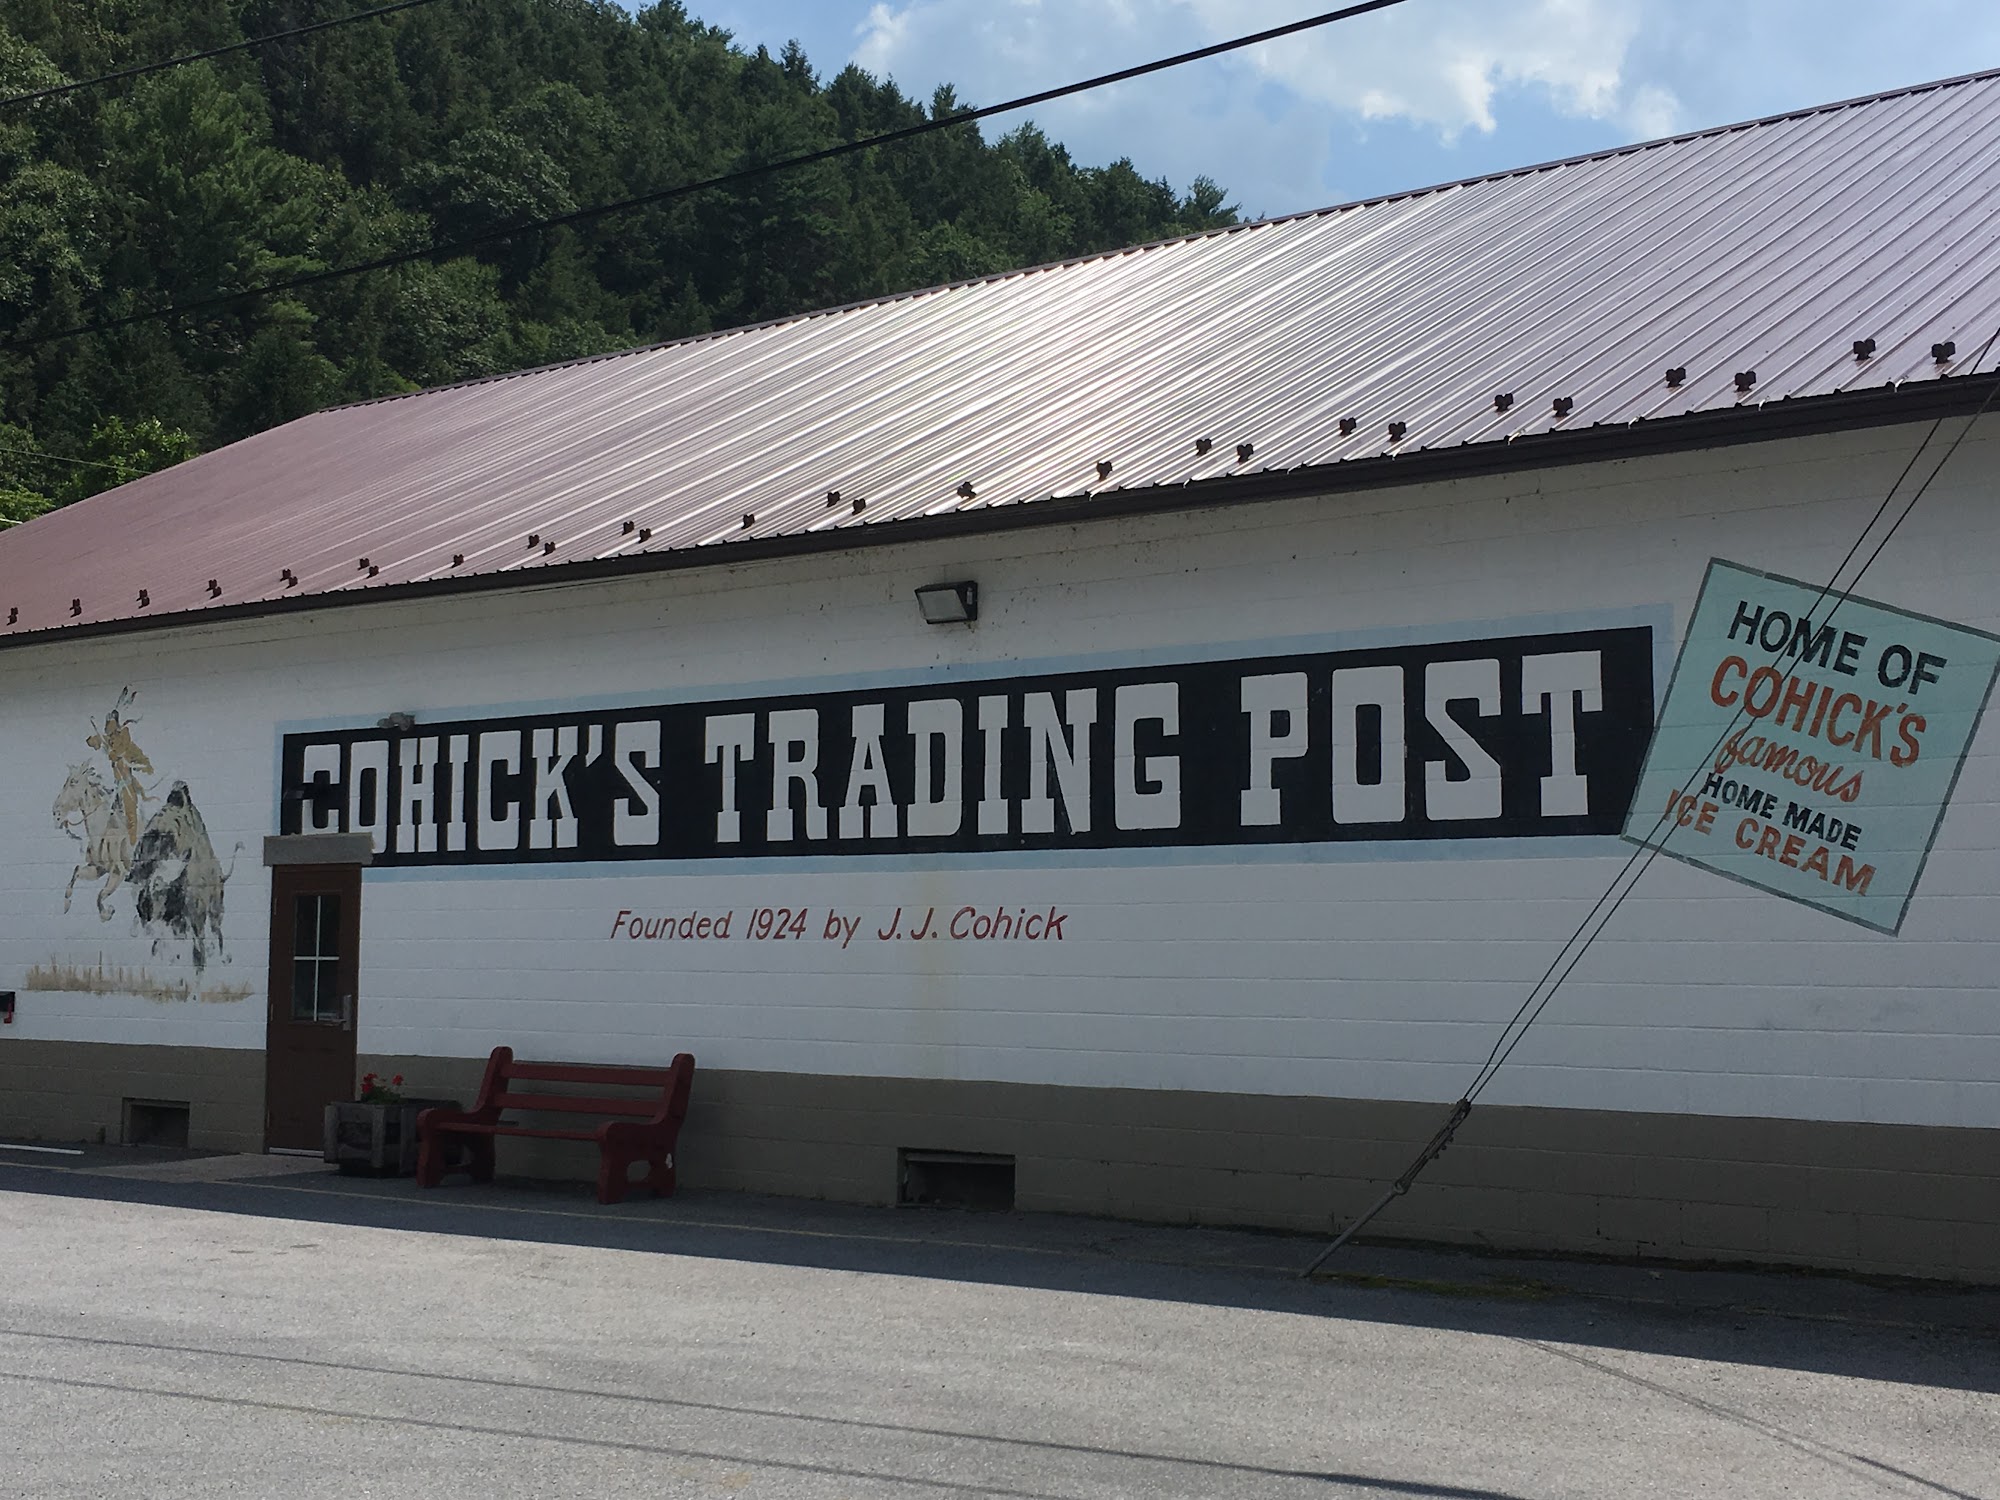 COHICK'S TRADING POST
Founded 1924 by J.J. Cohick
HOME OF
COHICK'S
famous
HOME MADE
ICE CREAM